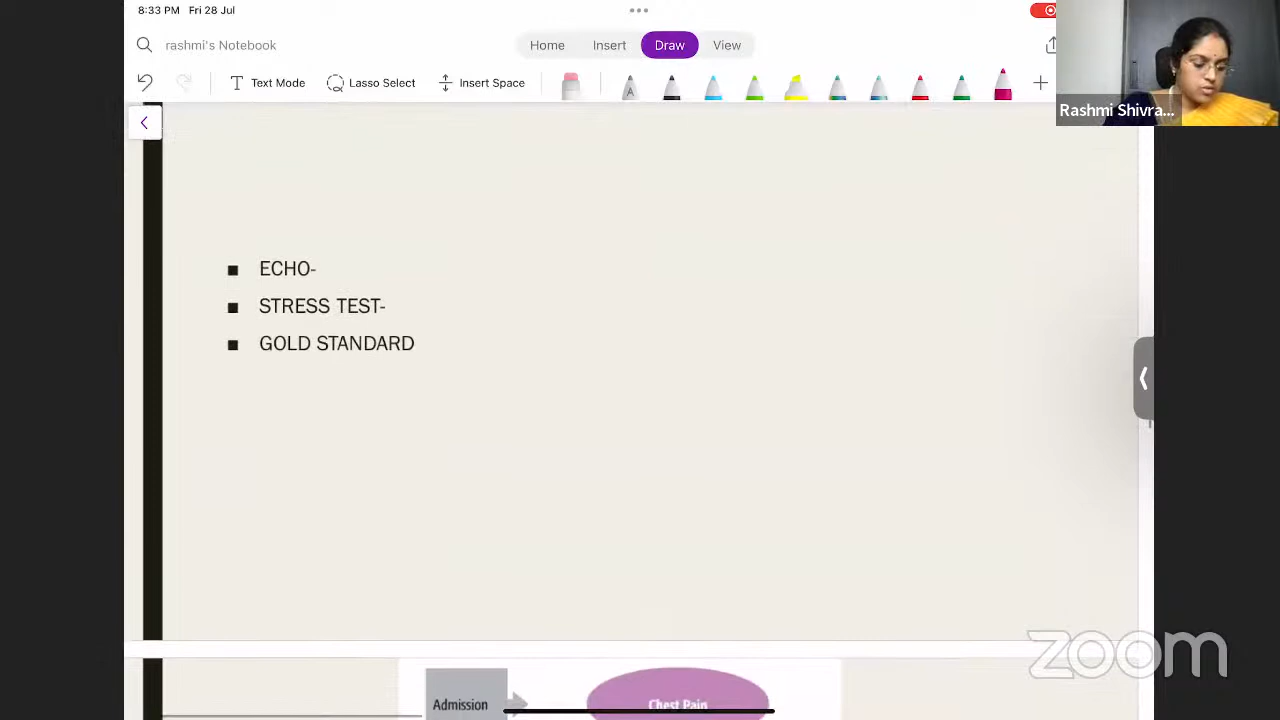 8:33 PM Fri 28 Jul
rashmi's Notebook
Home Insert Draw View
Text Mode Lasso Select Insert Space
A
Rashmi Shivra...
ECHO-
STRESS TEST-
GOLD STANDARD
zoom
Admission Chest Pain